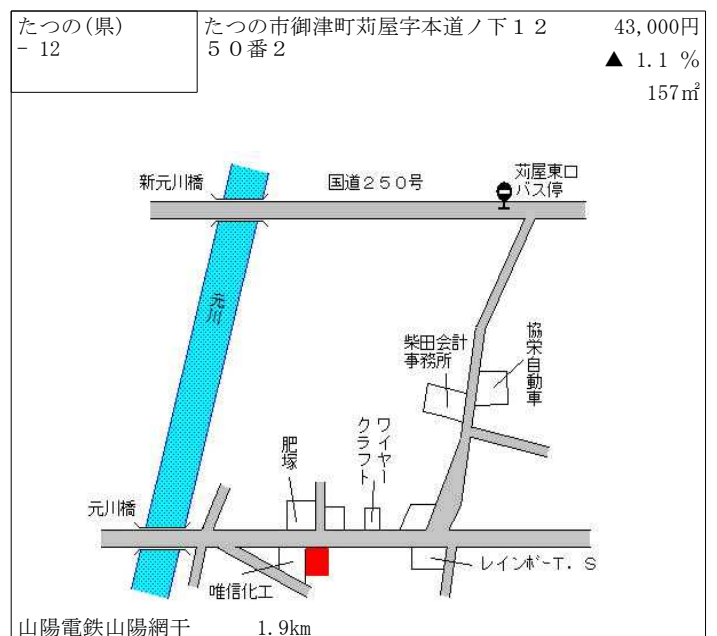 たつの(県)
- 12
たつの市御津町苅屋字本道ノ下12
50番2
43,000円
▲ 1.1 %
157㎡
新元川橋
国道250号
苅屋東口
バス停
元川
柴田会計
事務所
協栄自動車
ワイヤー
クラフト
肥塚
元川橋
唯信化工
レインボーT.S
山陽電鉄山陽網干 1.9km